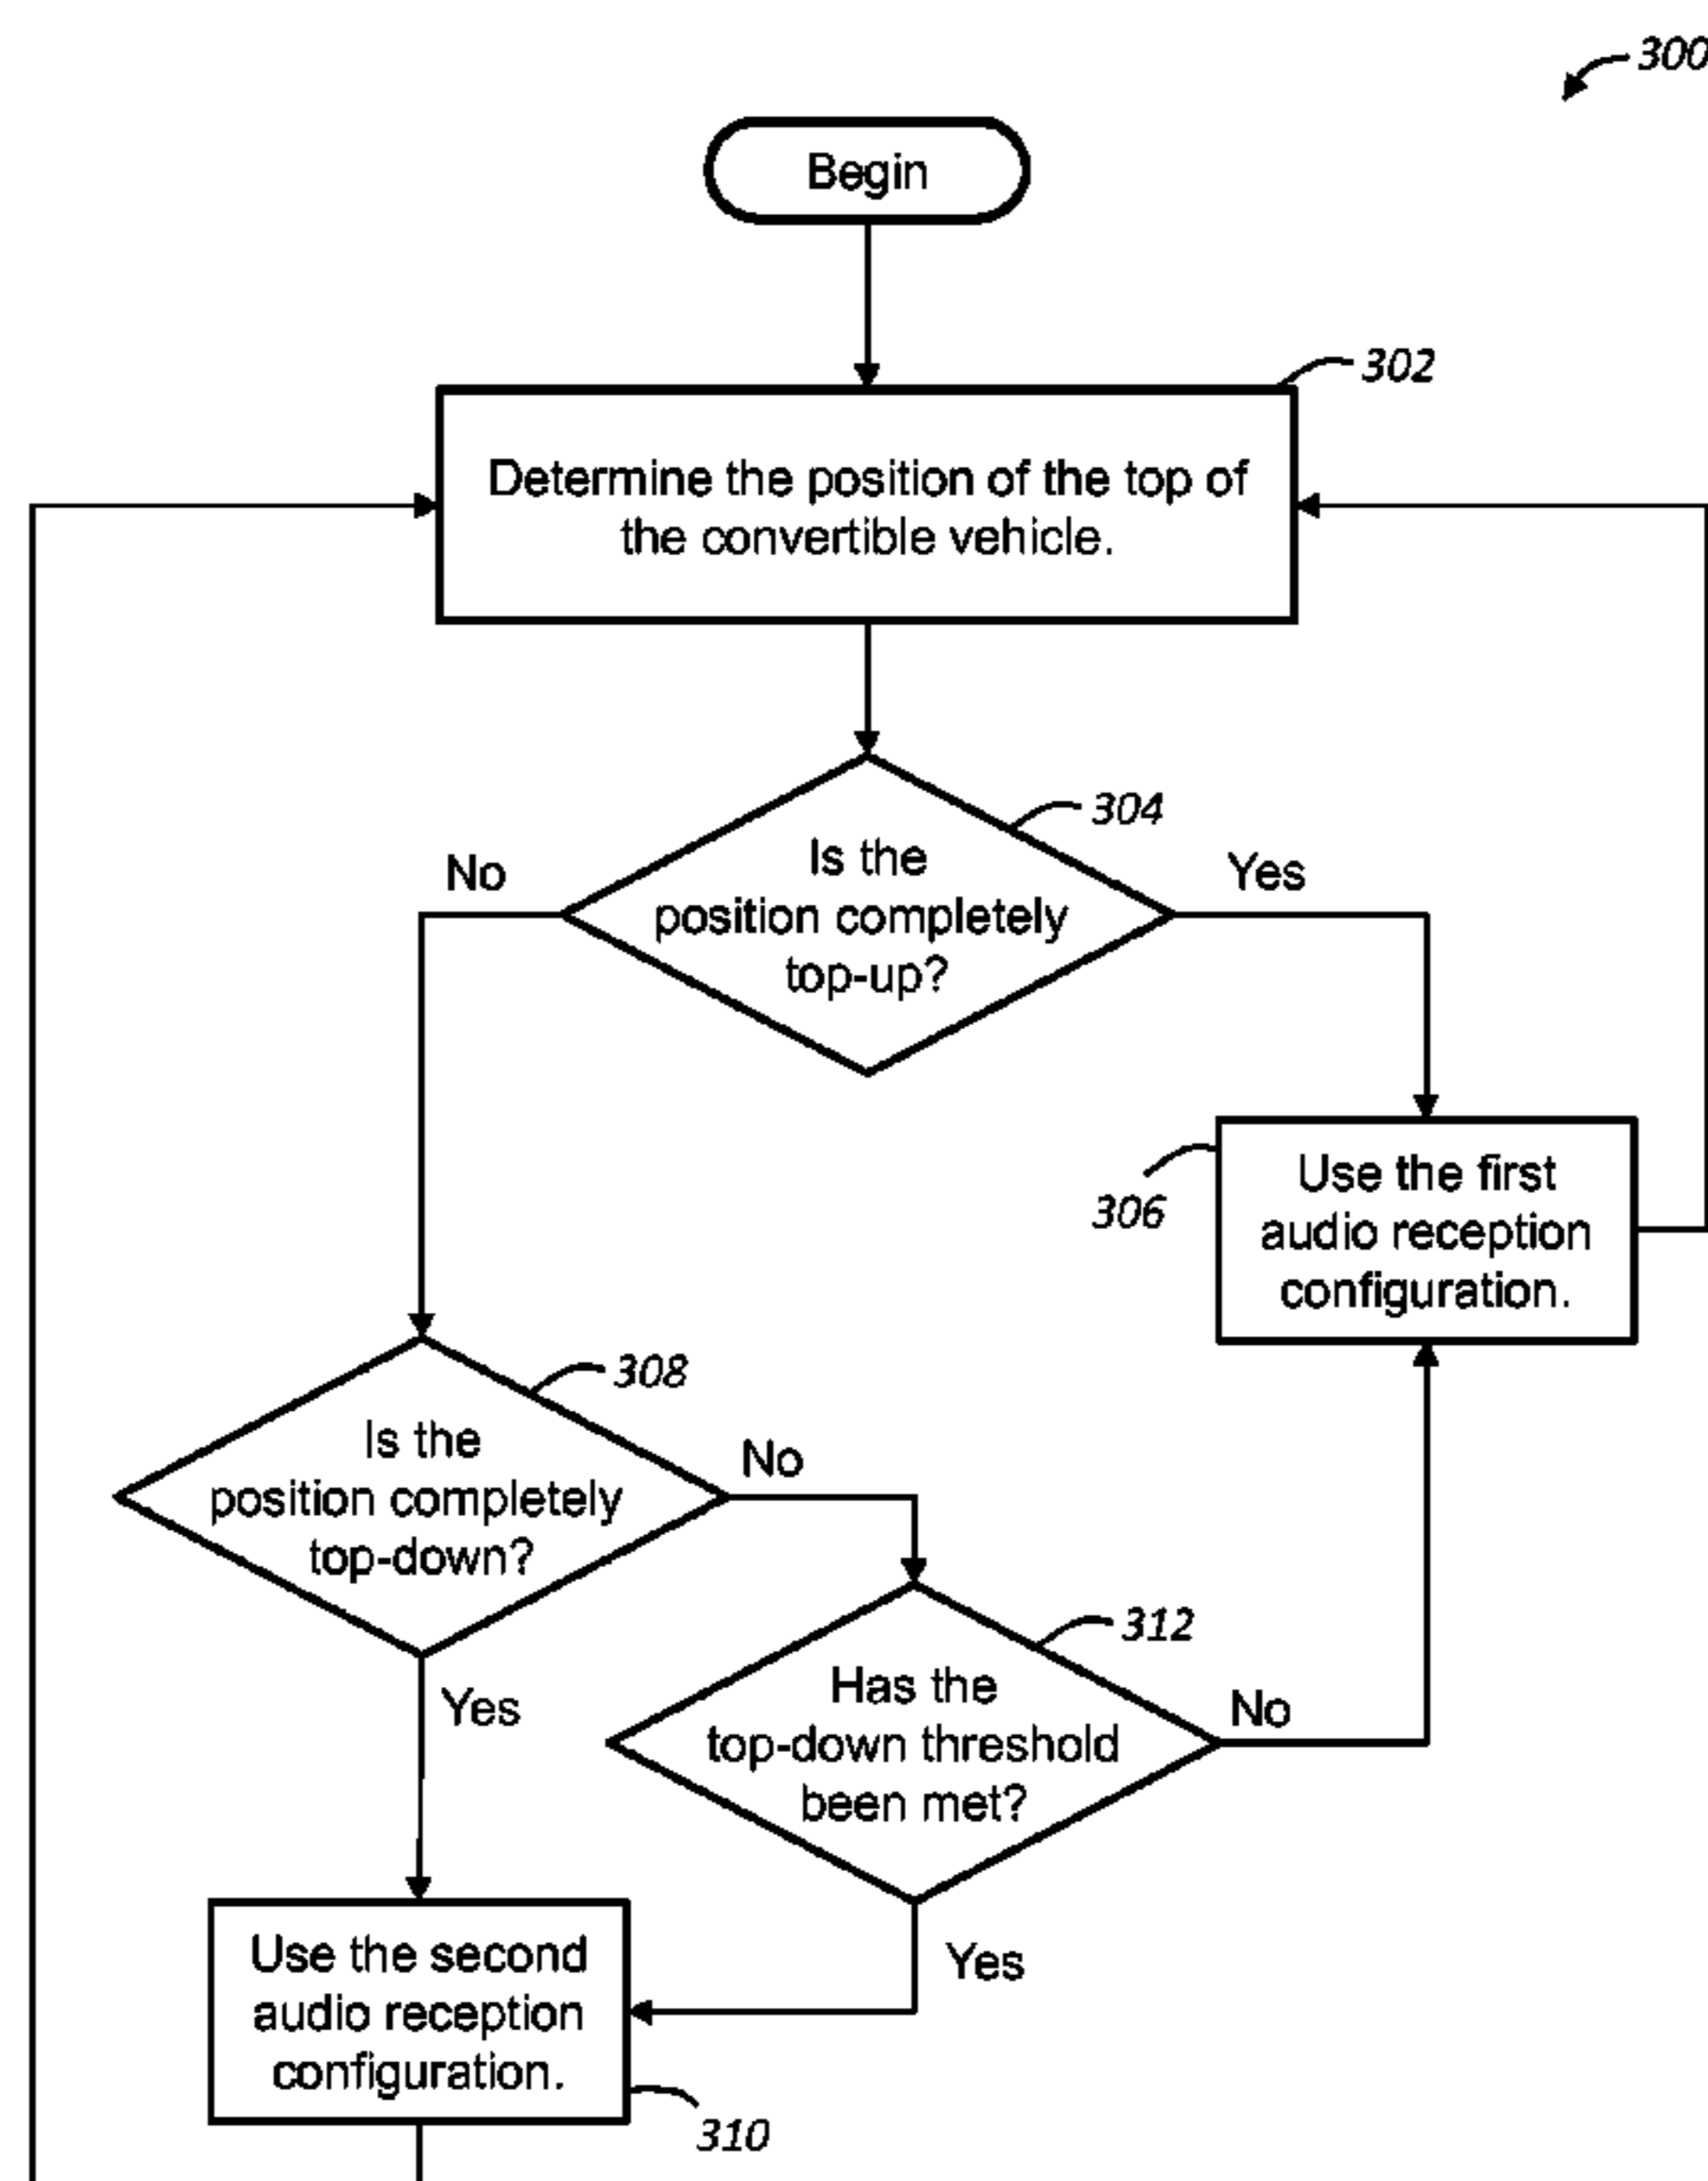 300
Begin
302
Determine the position of the top of
the convertible vehicle.
304
No
Yes
Is the
position completely
top-up?
306
Use the first
audio reception
configuration.
308
Is the
position completely
top-down?
No
312
Yes
Has the
top-down threshold
been met?
No
Use the second
audio reception
configuration.
Yes
310